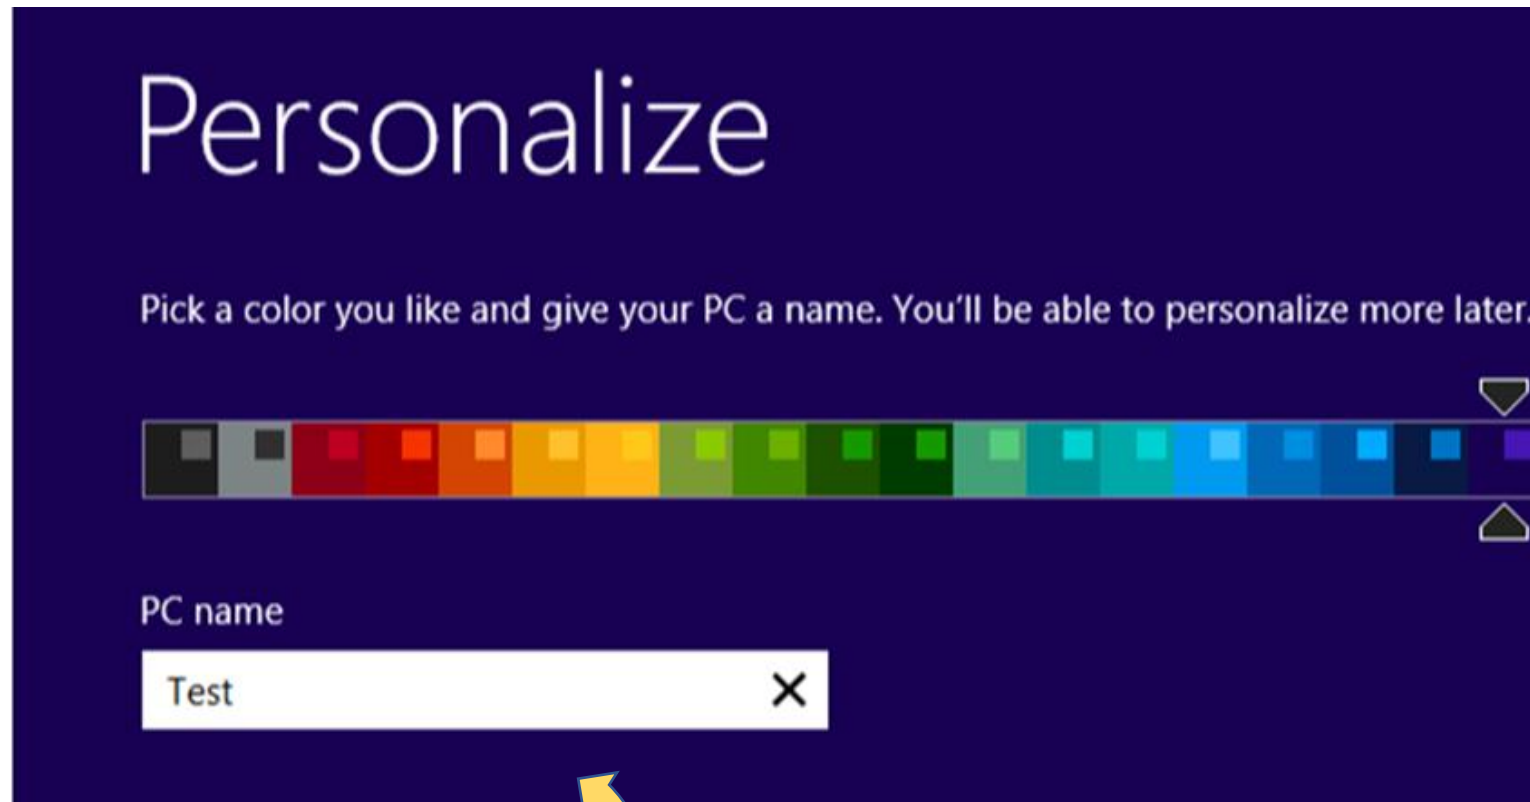 Personalize
Pick a color you like and give your PC a name. You'll be able to personalize more later.
PC name
Test